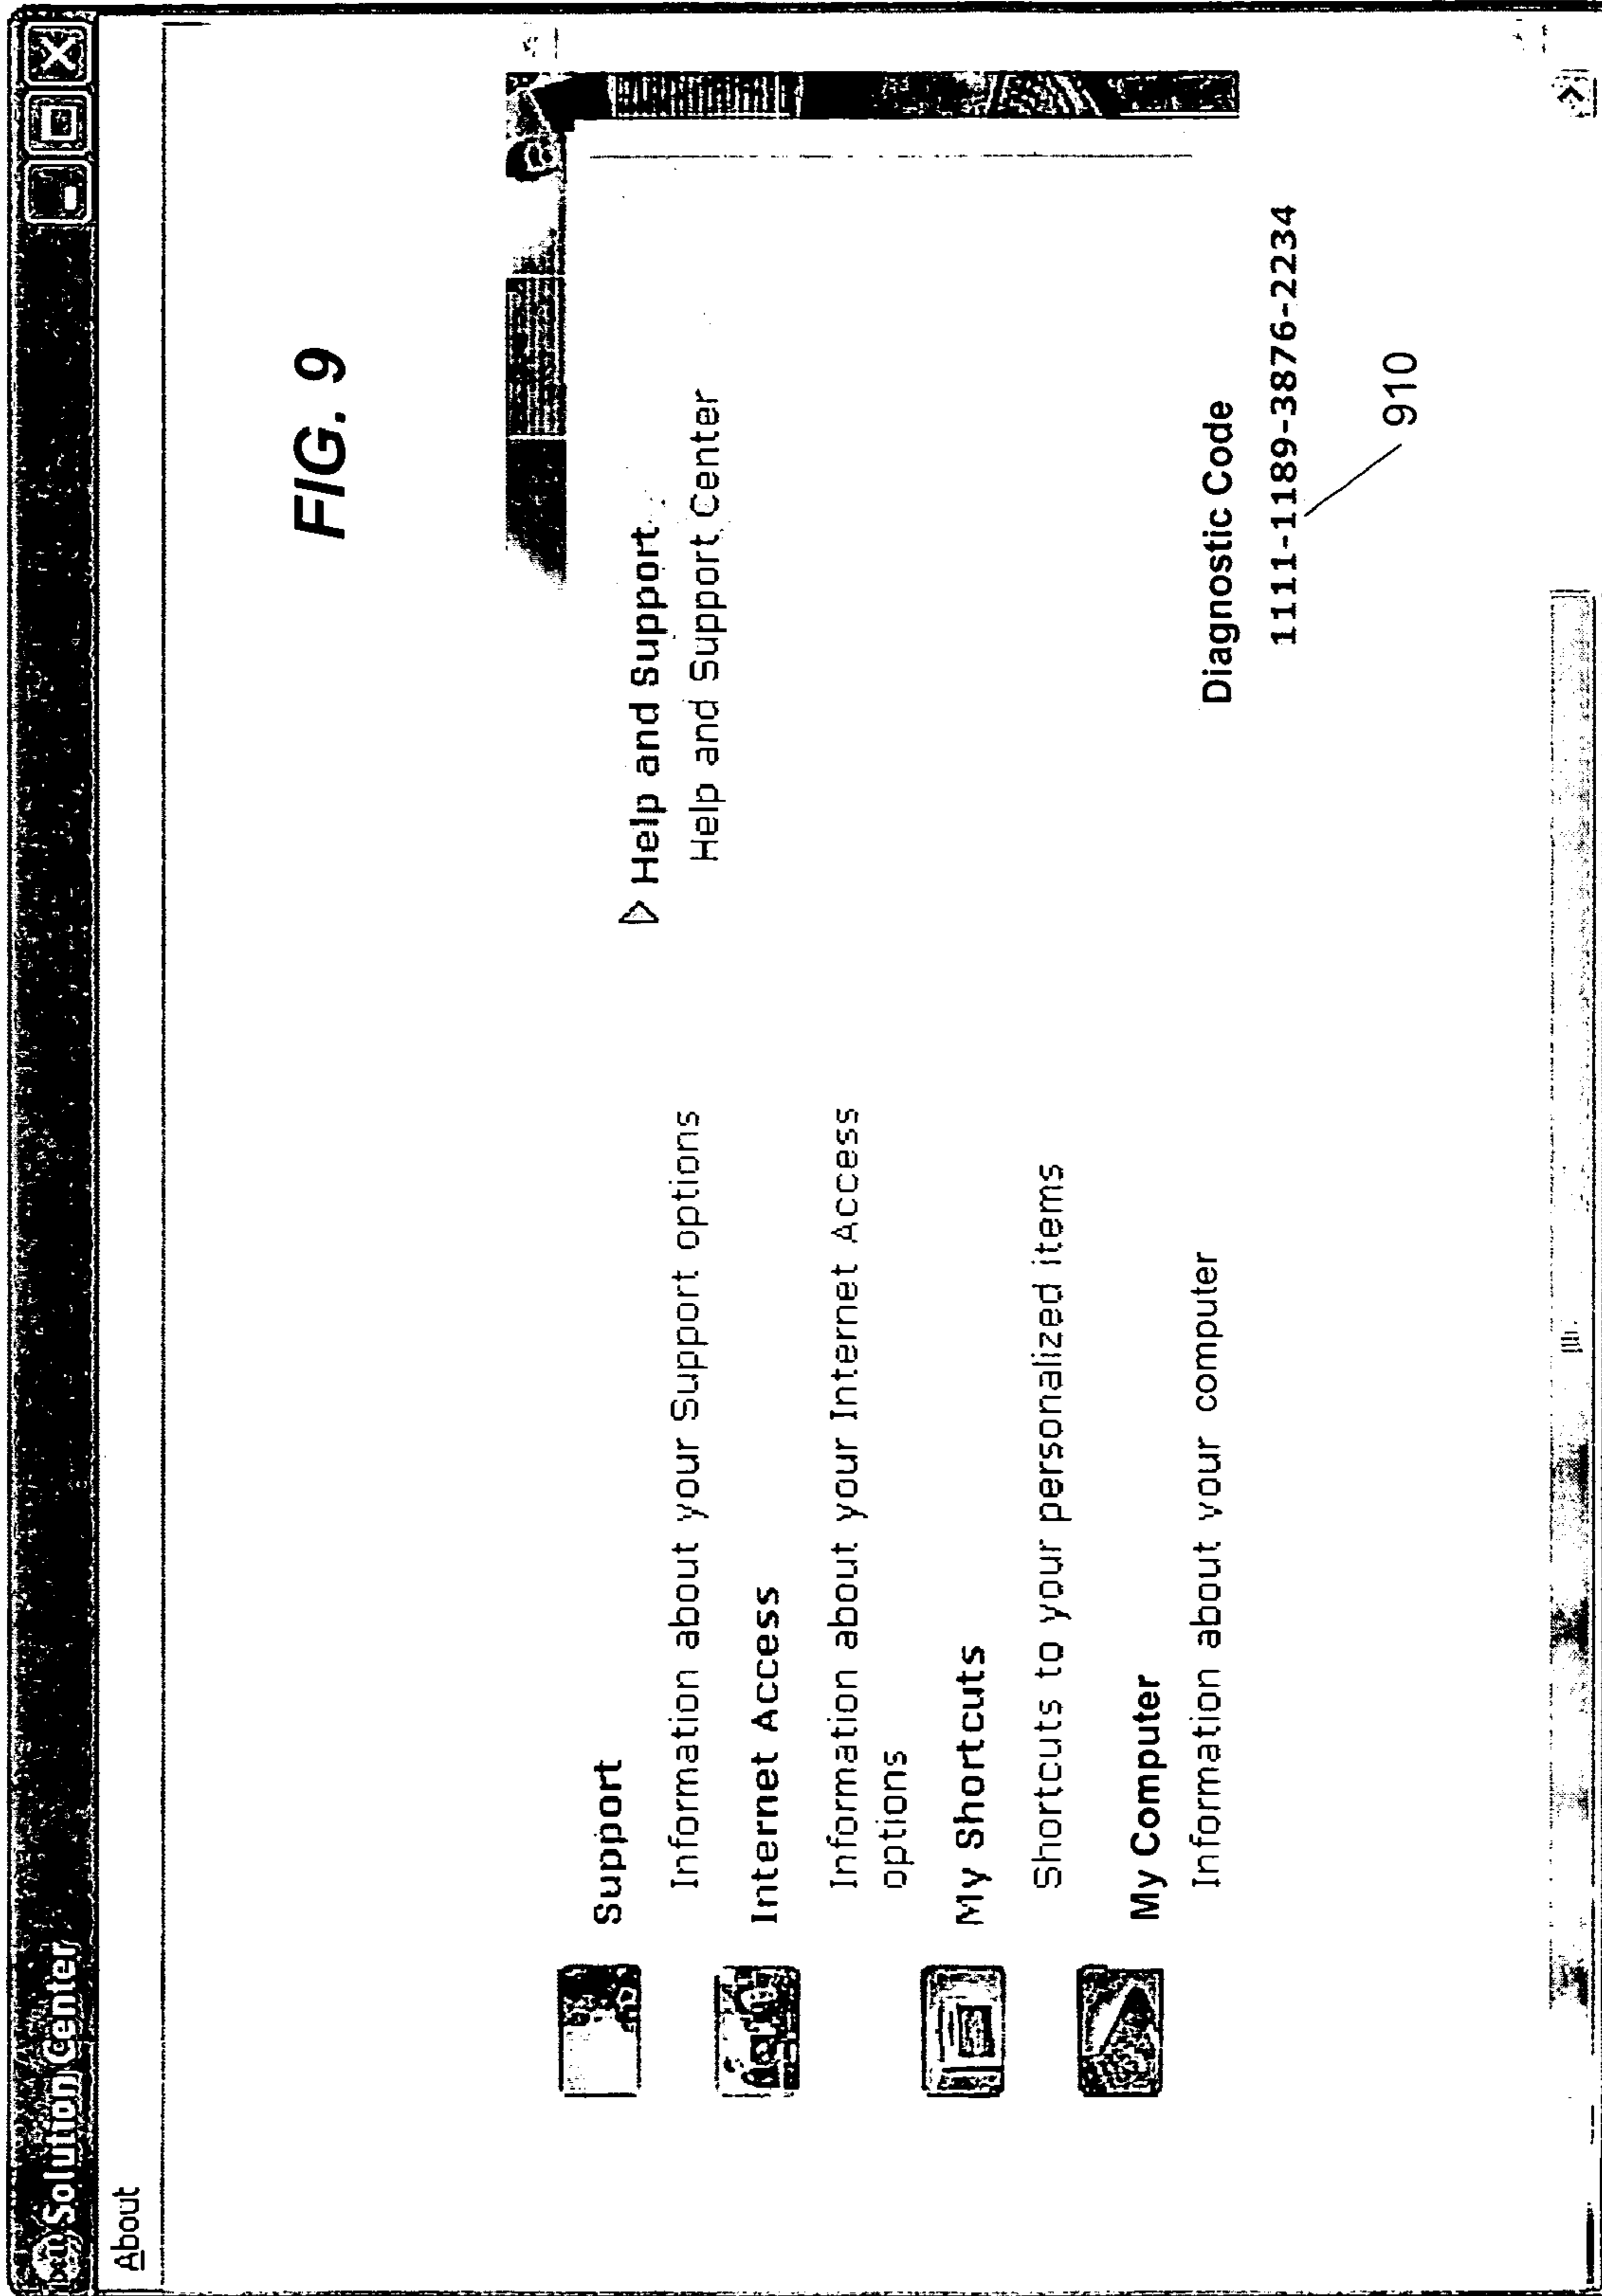 Solution Center
About
FIG. 9
Support
Information about your Support options
Internet Access
Information about your Internet Access
options
My Shortcuts
Shortcuts to your personalized items
My Computer
Information about your computer
Help and Support
Help and Support Center
Diagnostic Code
1111-1189-3876-2234
910